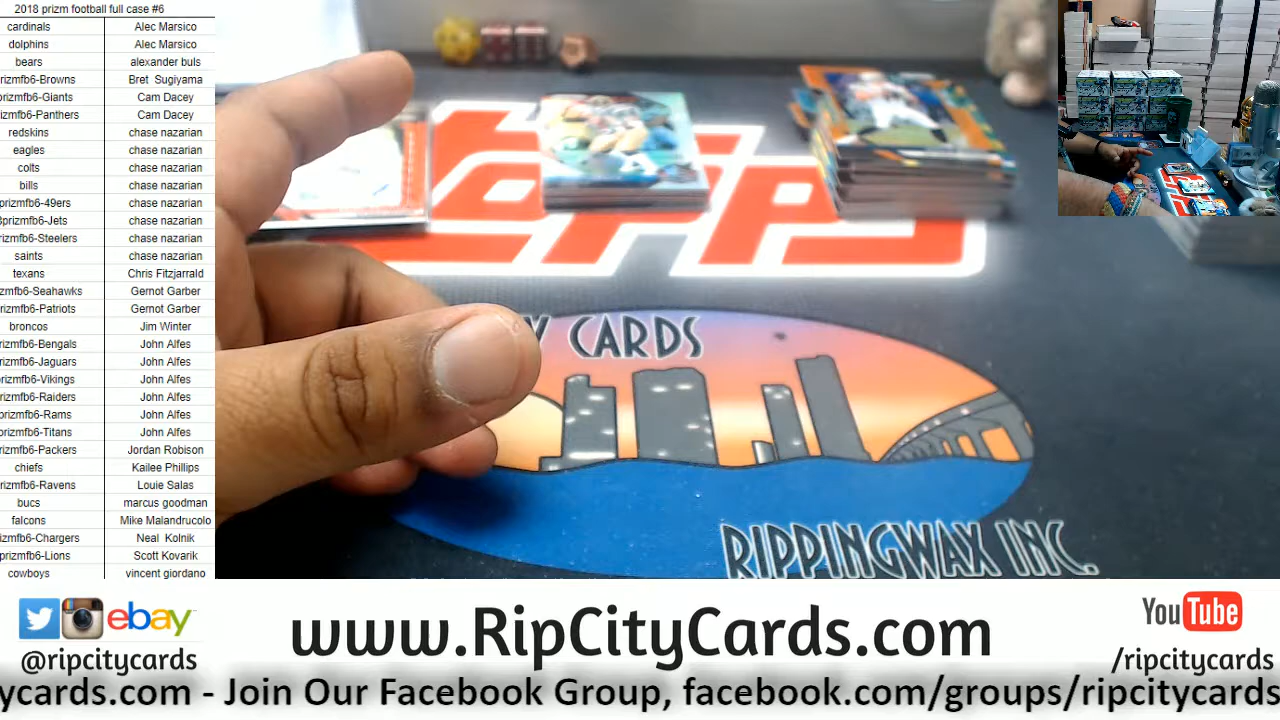 2018 prizm football full case #6
cardinals Alec Marsico
dolphins Alec Marsico
bears alexander buls
rizmfb6-Browns Bret Sugiyama
prizmfb6-Giants Cam Dacey
prizmfb6-Panthers Cam Dacey
redskins chase nazarian
eagles chase nazarian
colts chase nazarian
bills chase nazarian
prizmfb6-49ers chase nazarian
prizmfb6-Jets chase nazarian
rizmfb6-Steelers chase nazarian
saints chase nazarian
texans Chris Fitzjarrald
zmfb6-Seahawks Gernot Garber
izmfb6-Patriots Gernot Garber
broncos Jim Winter
izmfb6-Bengals John Alfes
izmfb6-Jaguars John Alfes
izmfb6-Vikings John Alfes
izmfb6-Raiders John Alfes
prizmfb6-Rams John Alfes
prizmfb6-Titans John Alfes
izmfb6-Packers Jordan Robison
chiefs Kailee Phillips
rizmfb6-Ravens Louie Salas
bucs marcus goodman
falcons Mike Malandrucolo
izmfb6-Chargers Neal Kolnik
prizmfb6-Lions Scott Kovarik
cowboys vincent giordano
Y CARDS
RIPPINGWAX INC.
ebay
@ripcitycards
www.RipCityCards.com
YouTube
/ripcitycards
ycards.com - Join Our Facebook Group, facebook.com/groups/ripcitycards